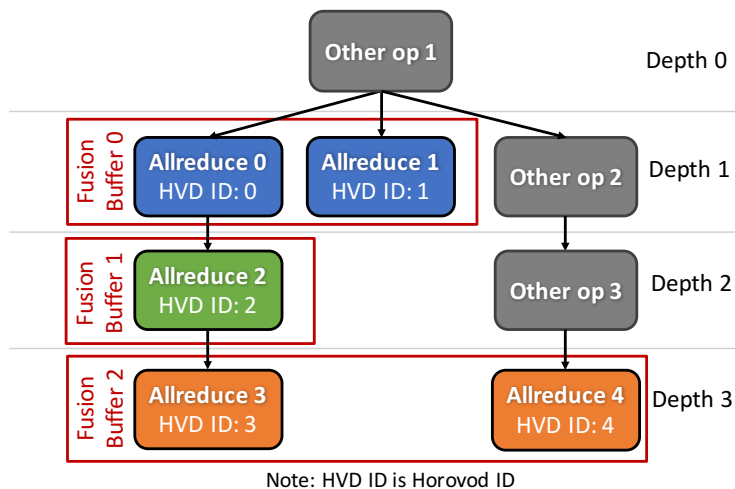 Other op 1
Depth 0
Fusion
Buffer 0
Allreduce 0
HVD ID: 0
Allreduce 1
HVD ID: 1
Other op 2
Depth 1
Fusion
Buffer 1
Allreduce 2
HVD ID: 2
Other op 3
Depth 2
Fusion
Buffer 2
Allreduce 3
HVD ID: 3
Allreduce 4
HVD ID: 4
Depth 3
Note: HVD ID is Horovod ID